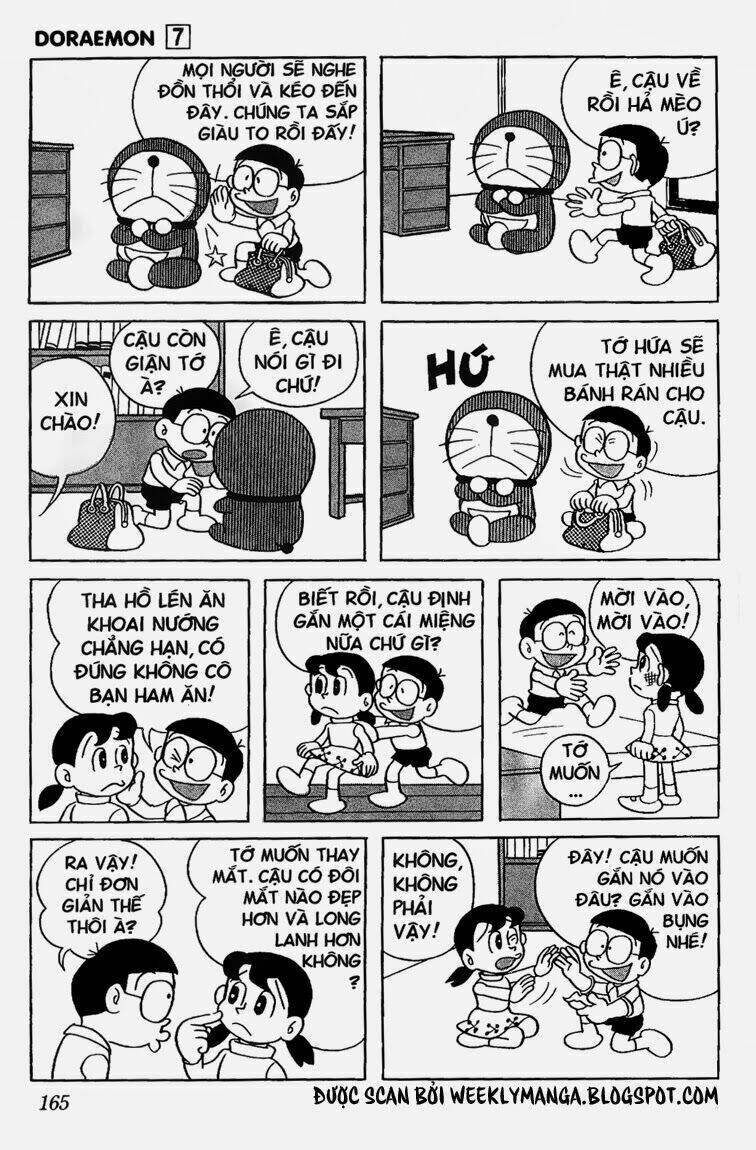 DORAEMON 7
Ê, CẬU VỀ
RỒI HẢ MÈO
Ú?
MỌI NGƯỜI SẼ NGHE
ĐỒN THỔI VÀ KÉO ĐẾN
ĐÂY. CHÚNG TA SẮP
GIÀU TO RỒI ĐẤY!
TỚ HỨA SẼ
MUA THẬT NHIỀU
BÁNH RÁN CHO
CẬU.
HỨ
Ê, CẬU
NÓI GÌ ĐI
CHỨ!
CẬU CÒN
GIẬN TỚ
À?
XIN
CHÀO!
MỜI VÀO,
MỜI VÀO!
TỚ
MUỐN
...
BIẾT RỒI, CẬU ĐỊNH
GẮN MỘT CÁI MIỆNG
NỮA CHỨ GÌ?
THA HỒ LÉN ĂN
KHOAI NƯỚNG
CHẲNG HẠN, CÓ
ĐÚNG KHÔNG CÔ
BẠN HAM ĂN!
ĐÂY! CẬU MUỐN
GẮN NÓ VÀO
ĐÂU? GẮN VÀO
BỤNG
NHÉ!
KHÔNG,
KHÔNG
PHẢI
VẬY!
TỚ MUỐN THAY
MẮT. CẬU CÓ ĐÔI
MẮT NÀO ĐẸP
HƠN VÀ LONG
LANH HƠN
KHÔNG
?
RA VẬY!
CHỈ ĐƠN
GIẢN THẾ
THÔI À?
165
ĐƯỢC SCAN BỞI WEEKLYMANGA.BLOGSPOT.COM